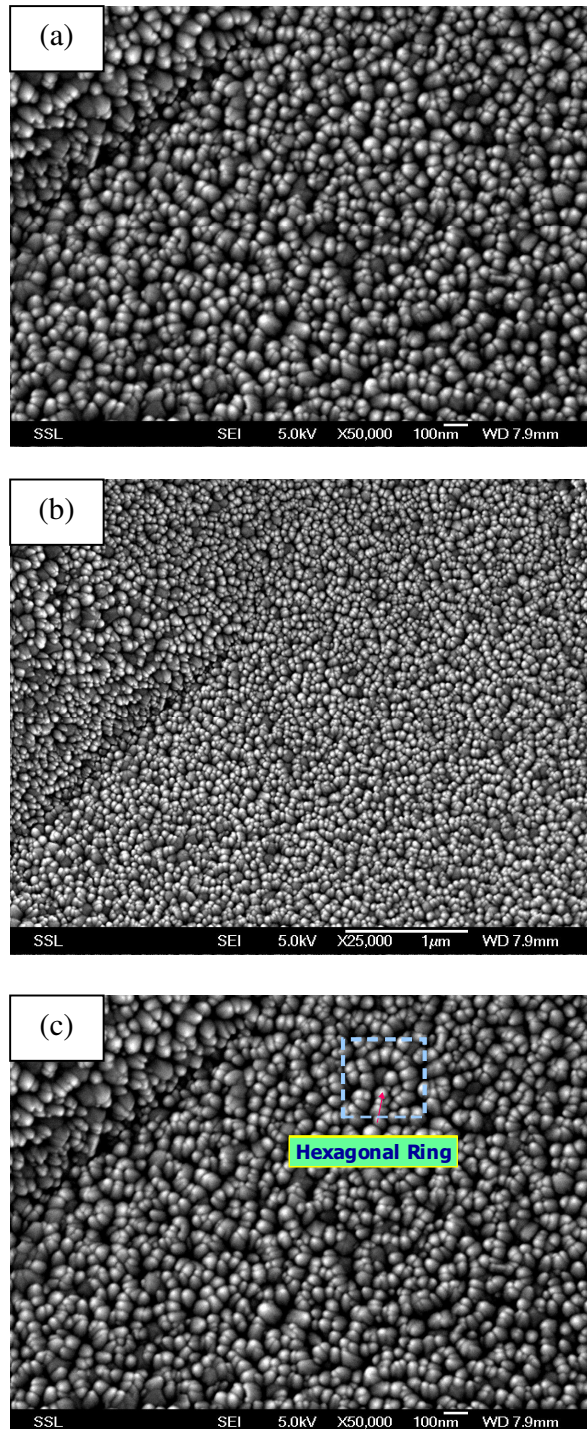 (a)
SSL SEI 5.0kV X50,000 100nm WD 7.9mm
(b)
SSL SEI 5.0kV X25,000 1μm WD 7.9mm
(c)
Hexagonal Ring
SSL SEI 5.0kV X50,000 100nm WD 7.9mm